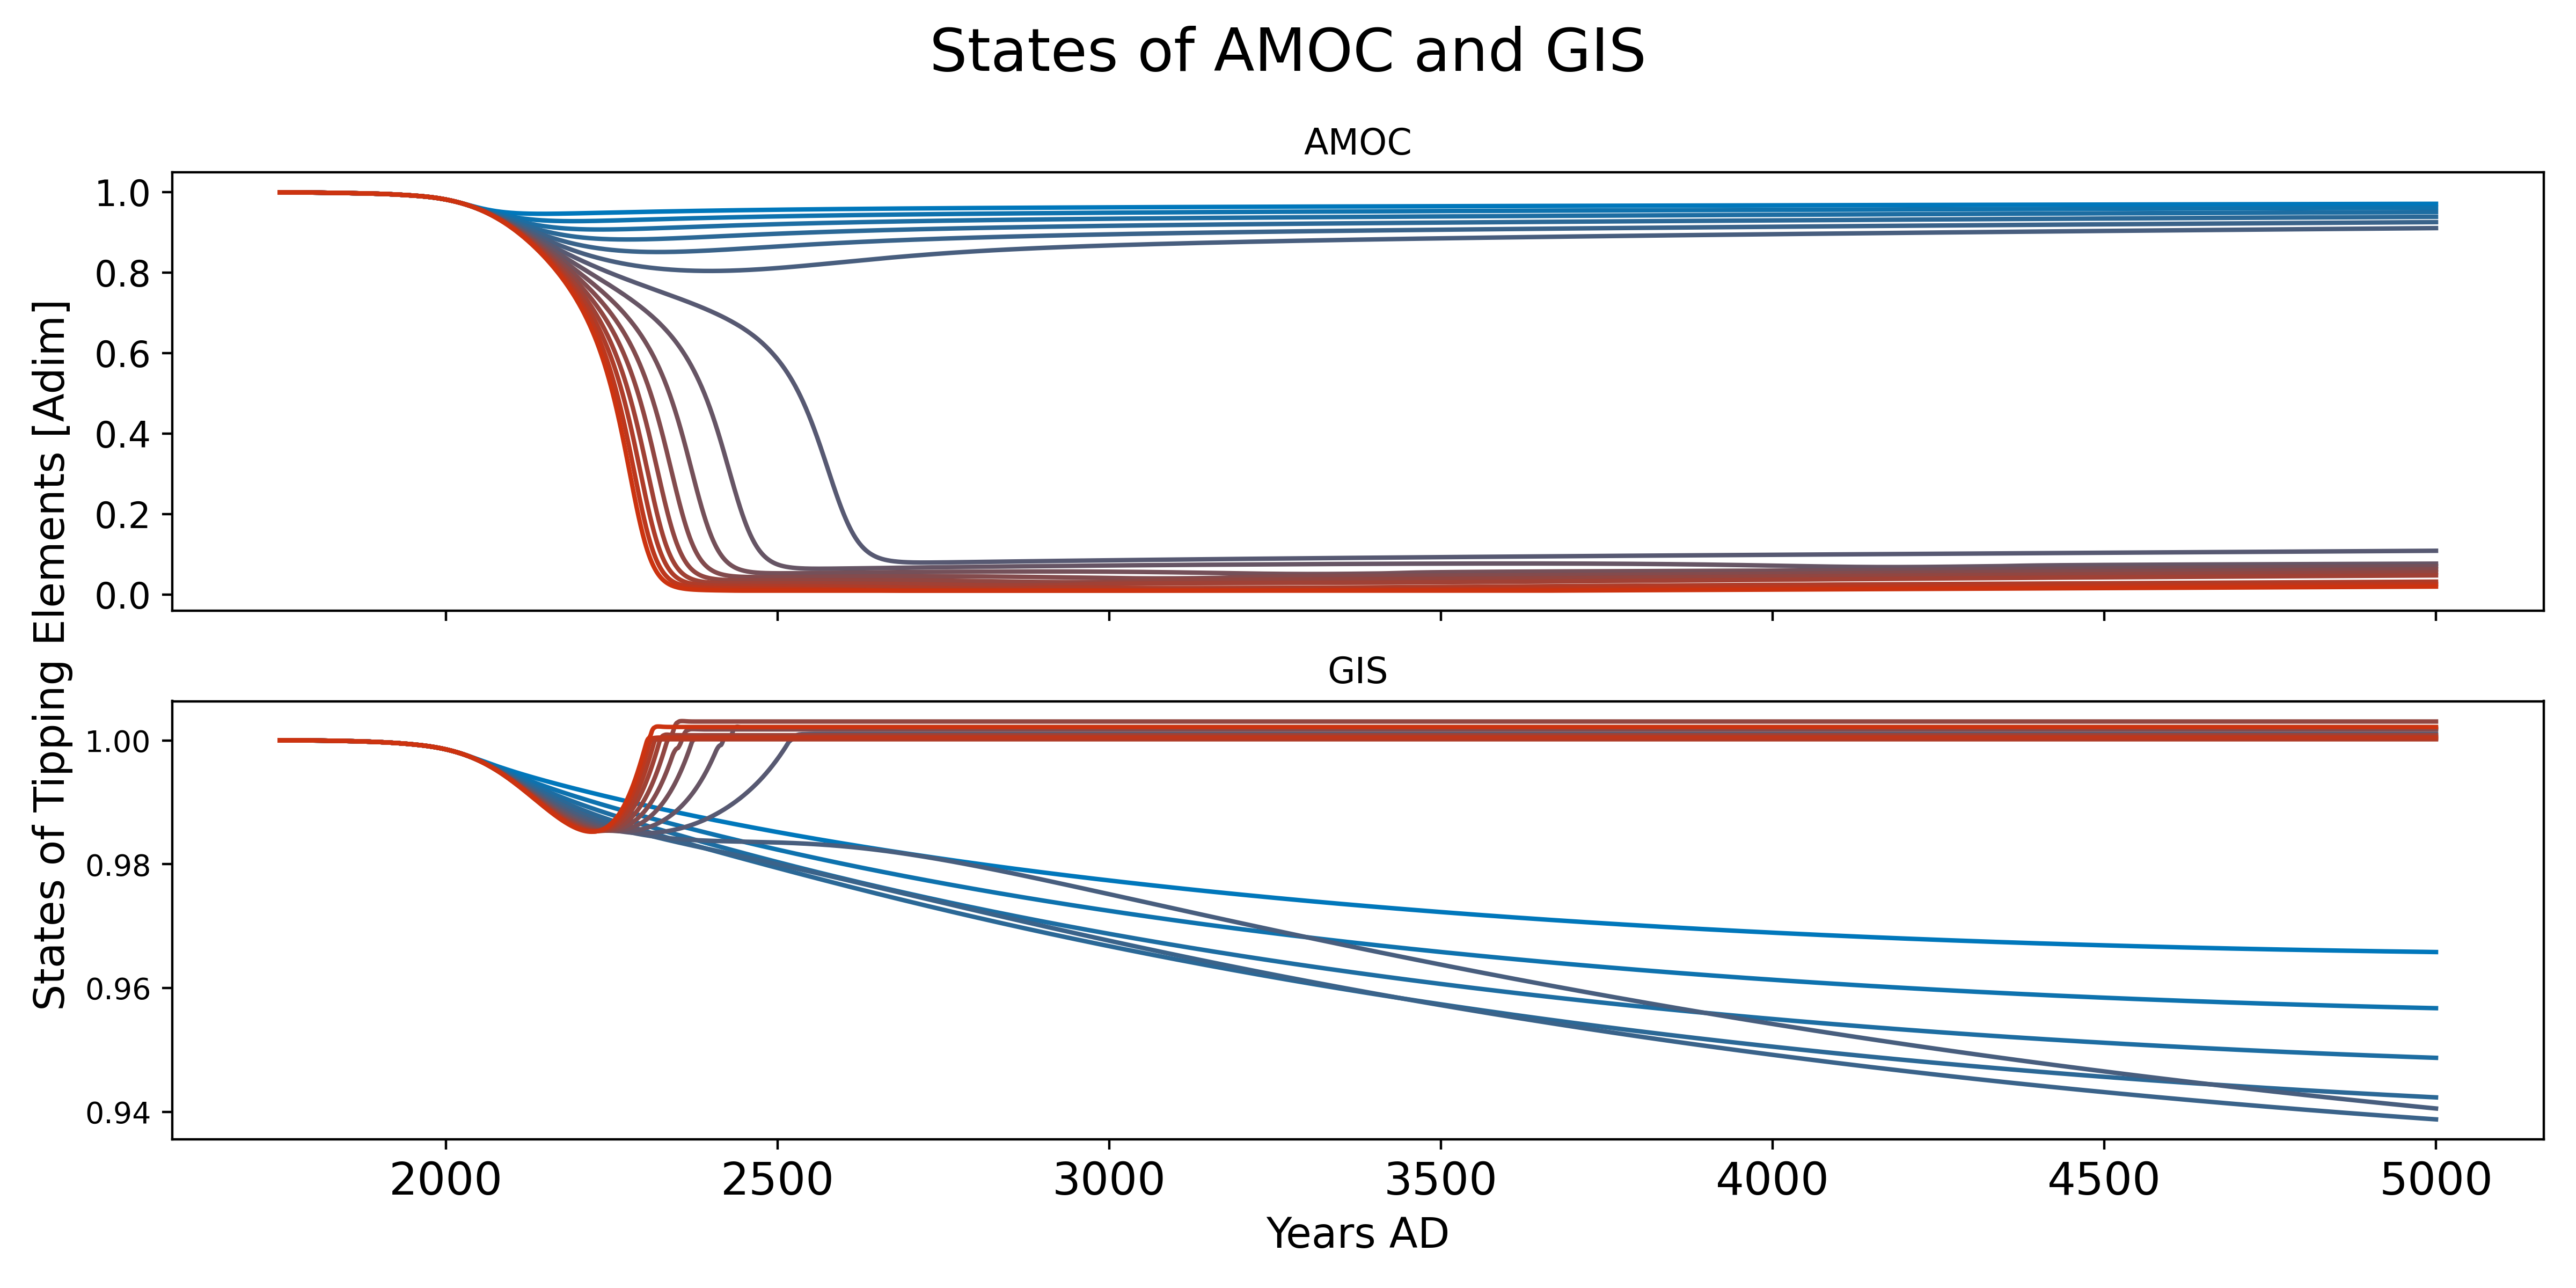 States of AMOC and GIS
AMOC
1.0
0.8
0.6
0.4
0.2
0.0
States of Tipping Elements [Adim]
GIS
1.00
0.98
0.96
0.94
2000 2500 3000 3500 4000 4500 5000
Years AD